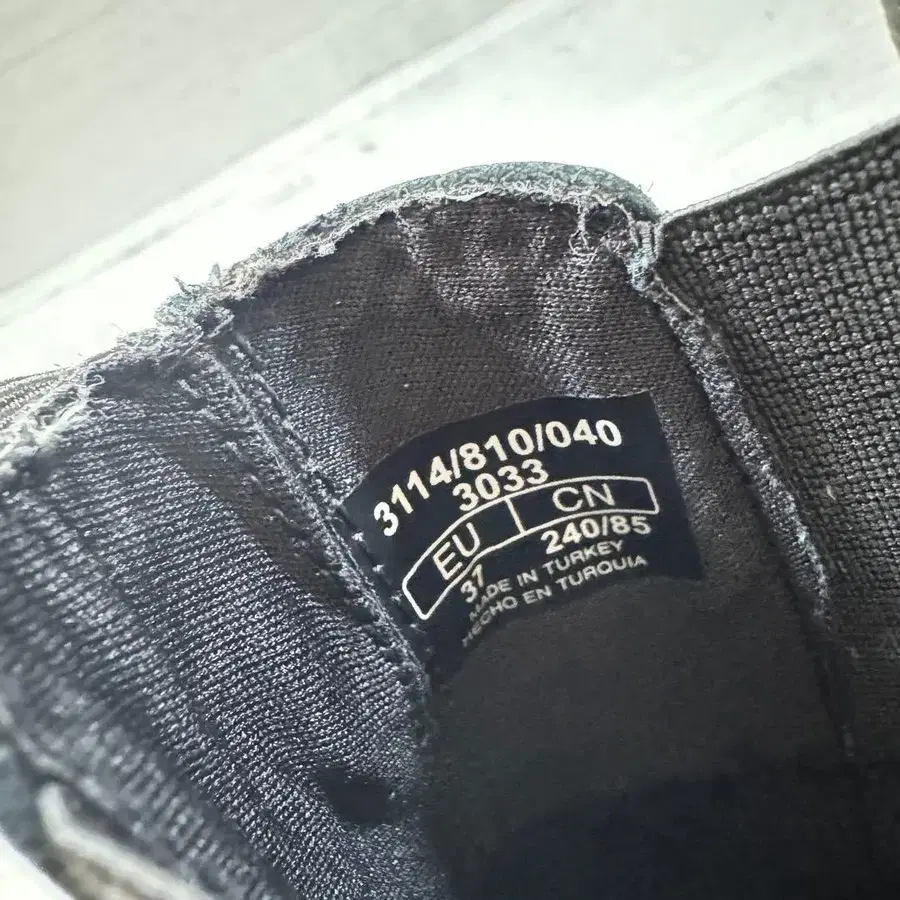 3114/810/040
3033
EU CN
37 240/85
MADE IN TURKEY
HECHO EN TURQUIA